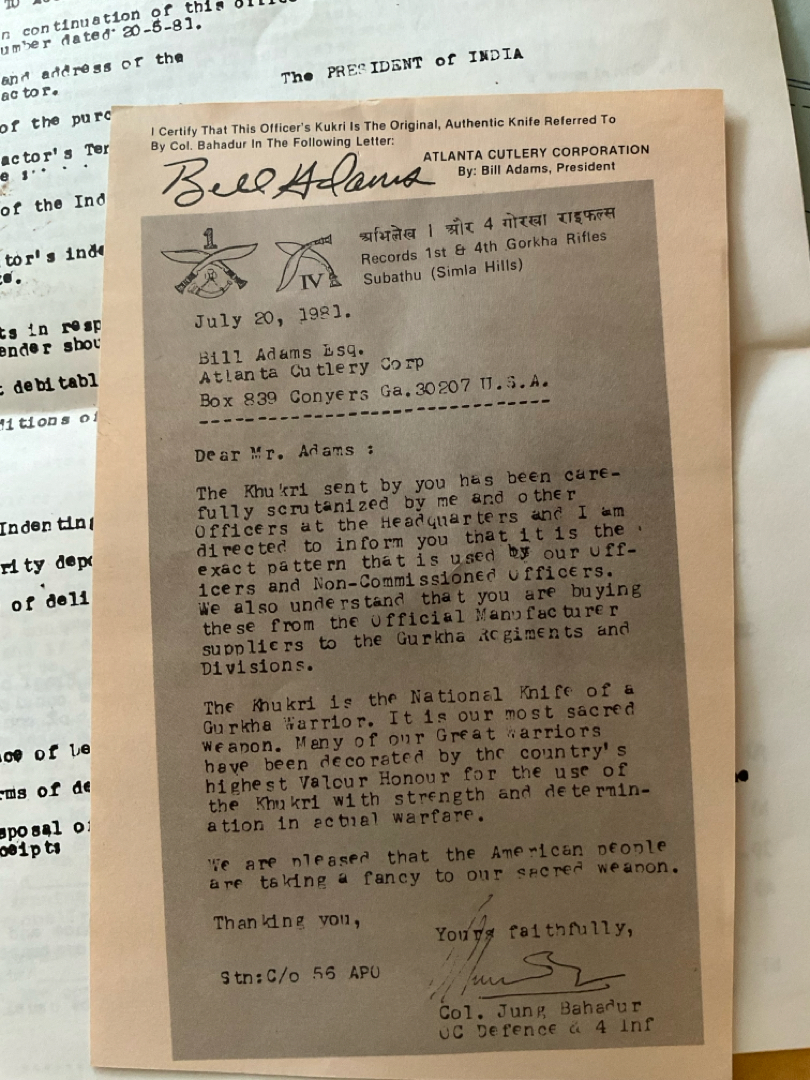 n continuation of this offi
umber dated 20-6-81.
and address of the
actor.
The PRESIDENT of INDIA
of the purc
actor's Ter
of the Ind
tor's inde
ts in resp
ender shou
debitabl
ditions of
Indenting
rity depo
of deli
ce of be
rms of de
sposal o
ceipts
I Certify That This Officer's Kukri Is The Original, Authentic Knife Referred To
By Col. Bahadur In The Following Letter:
ATLANTA CUTLERY CORPORATION
By: Bill Adams, President
Bill Adams
1
IV
अभिलेख 1 और 4 गोरखा राइफल्स
Records 1st & 4th Gorkha Rifles
Subathu (Simla Hills)
July 20, 1981.
Bill Adams Esq.
Atlanta Cutlery Corp
Box 839 Conyers Ga.30207 U.S.A.
Dear Mr. Adams :
The Khukri sent by you has been care-
fully scrutanized by me and other
Officers at the Headquarters and I am
directed to inform you that it is the
exact pattern that is used by our Off-
icers and Non-Commissioned Officers.
We also understand that you are buying
these from the Official Manufacturer
suppliers to the Gurkha Regiments and
Divisions.
The Khukri is the National Knife of a
Gurkha Warrior. It is our most sacred
Weapon. Many of our Great Warriors
have been decorated by the country's
highest Valour Honour for the use of
the Khukri with strength and determin-
ation in actual warfare.
We are pleased that the American people
are taking a fancy to our sacred weapon.
Thanking you,
Yours faithfully,
Stn:C/o 56 APO
Col. Jung Bahadur
OC Defence & 4 Inf